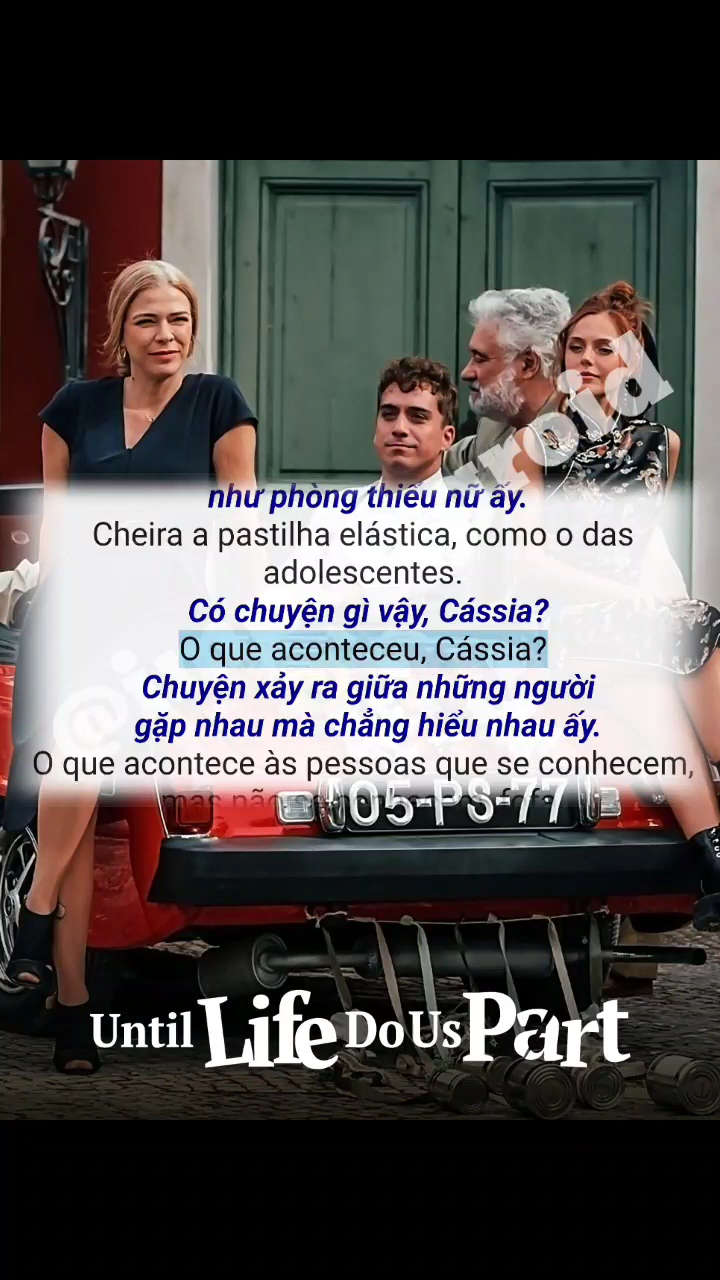 như phòng thiếu nữ ấy.
Cheira a pastilha elástica, como o das
adolescentes.
Có chuyện gì vậy, Cássia?
O que aconteceu, Cássia?
Chuyện xảy ra giữa những người
gặp nhau mà chẳng hiểu nhau ấy.
O que acontece às pessoas que se conhecem,
mas não
05-PS-77
Until Life Do Us Part